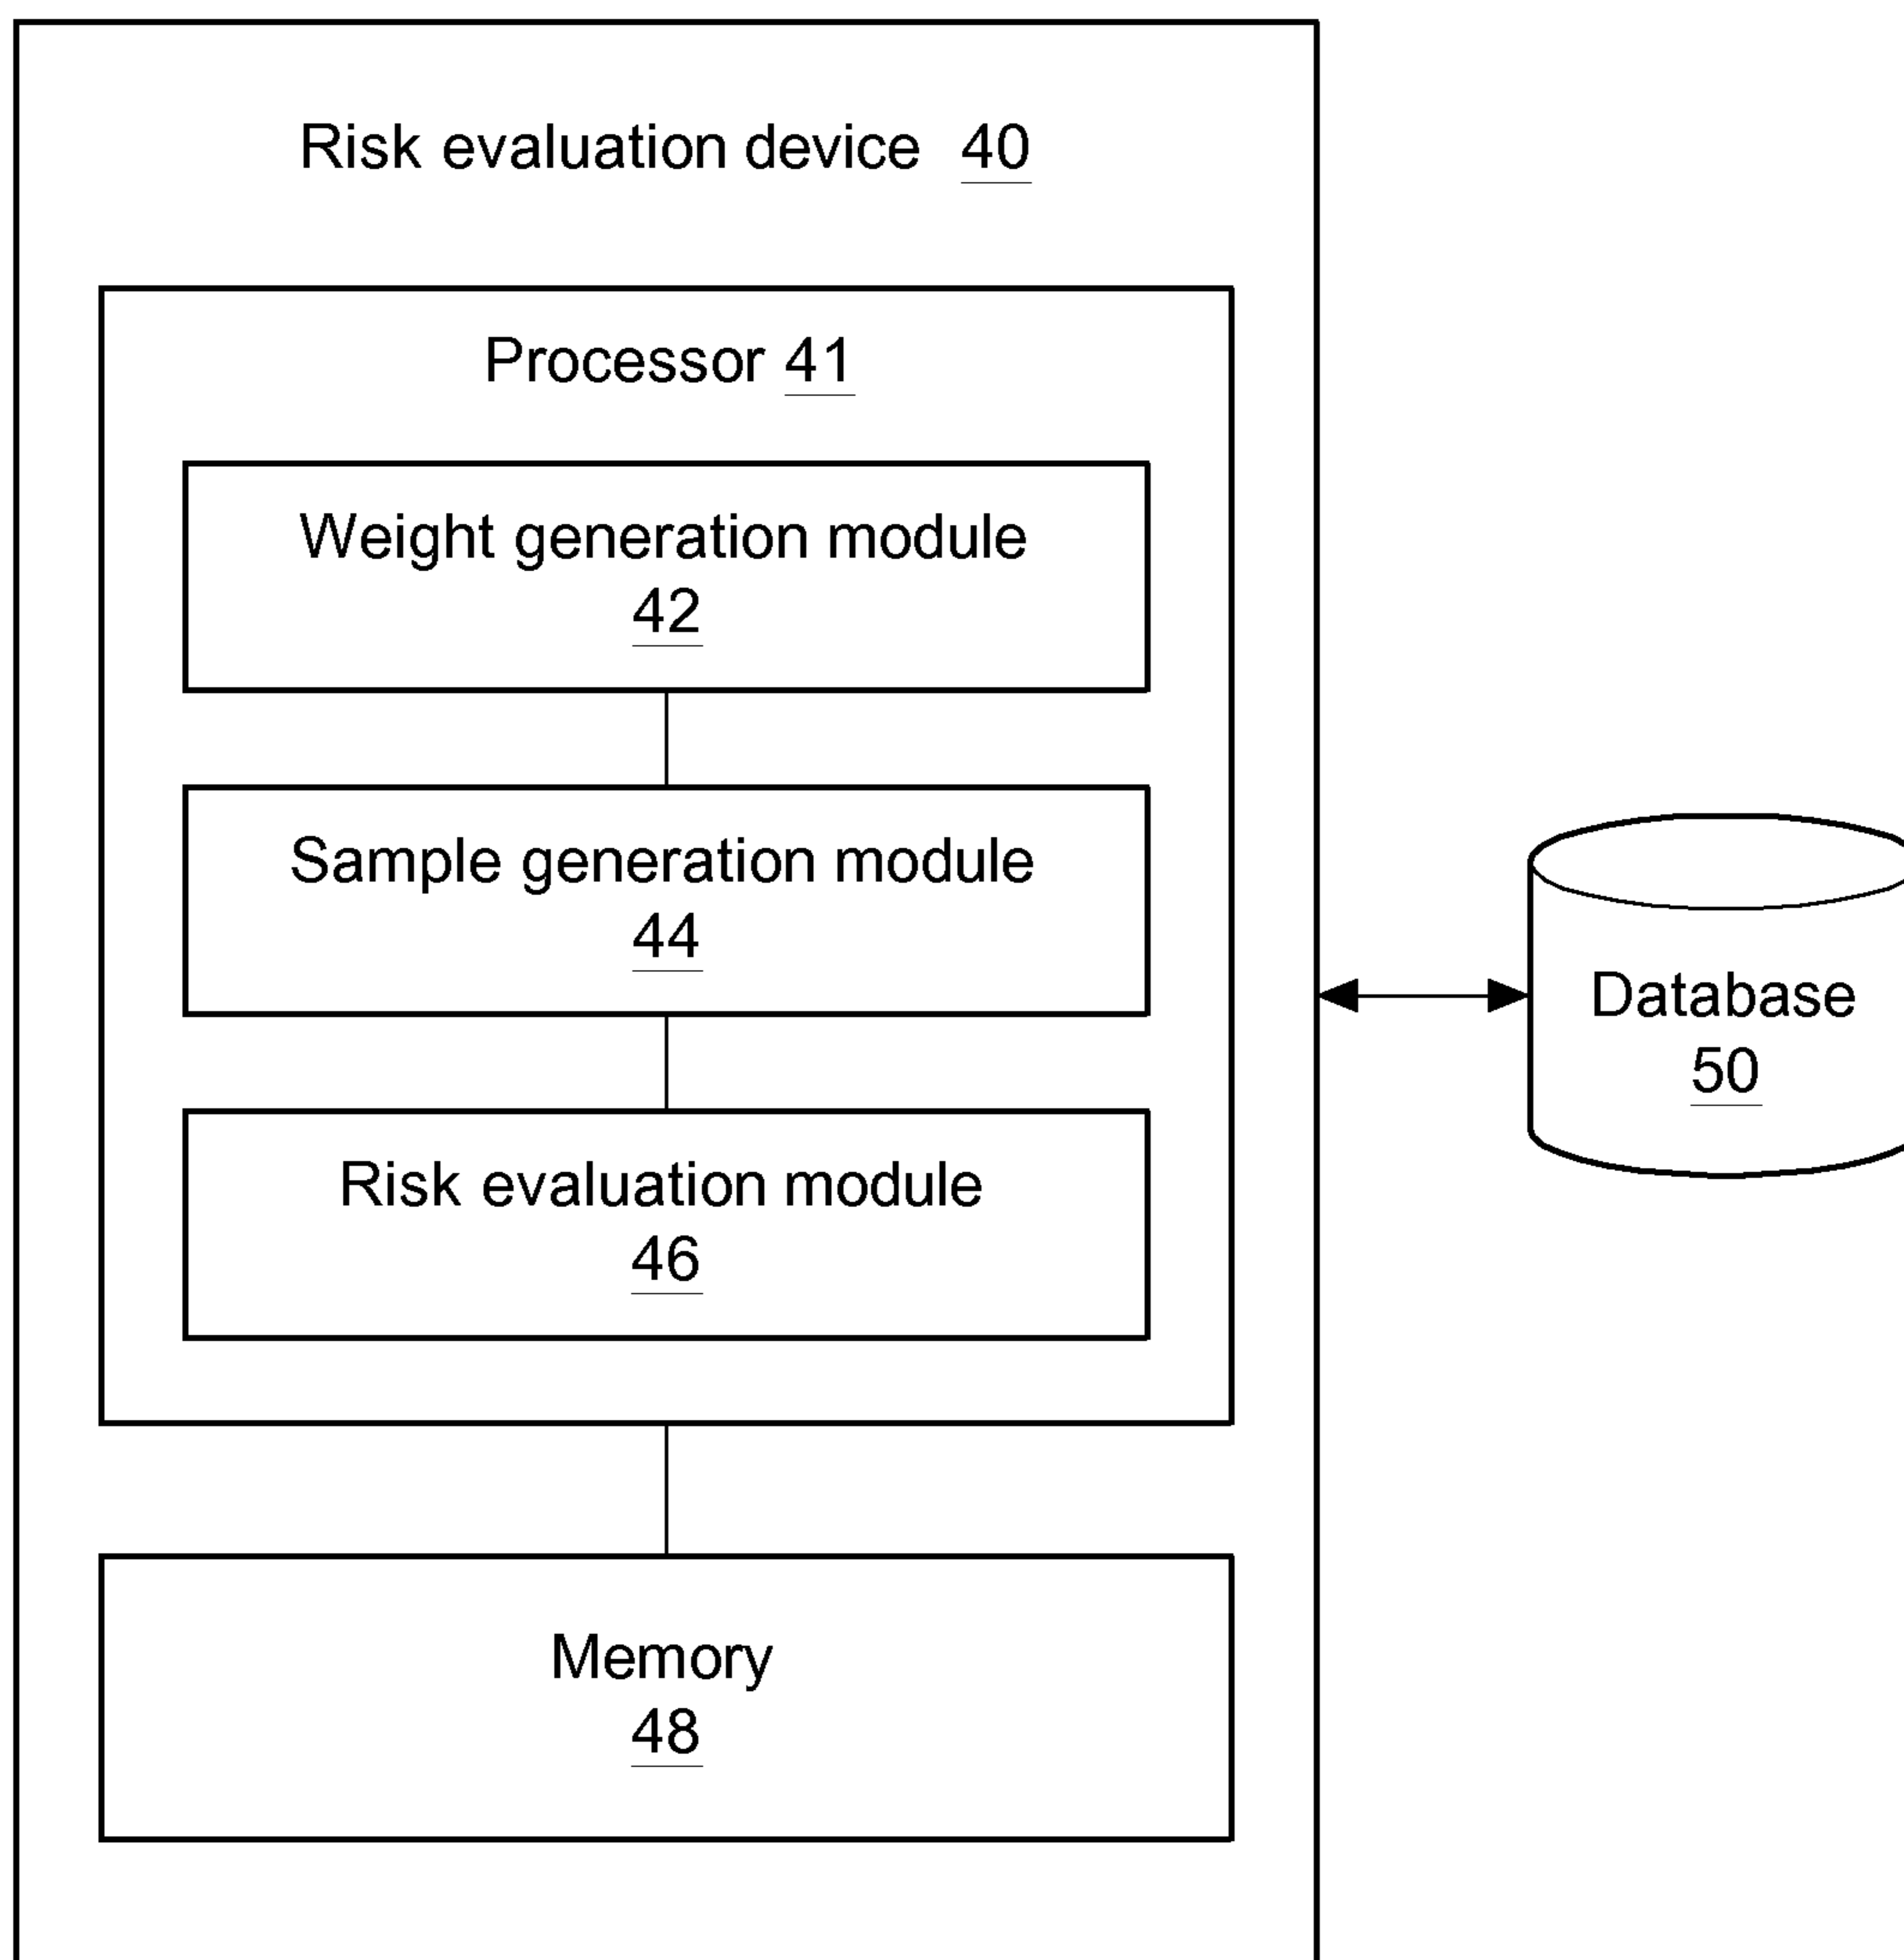 Risk evaluation device 40
Processor 41
Weight generation module
42
Sample generation module
44
Risk evaluation module
46
Database
50
Memory
48